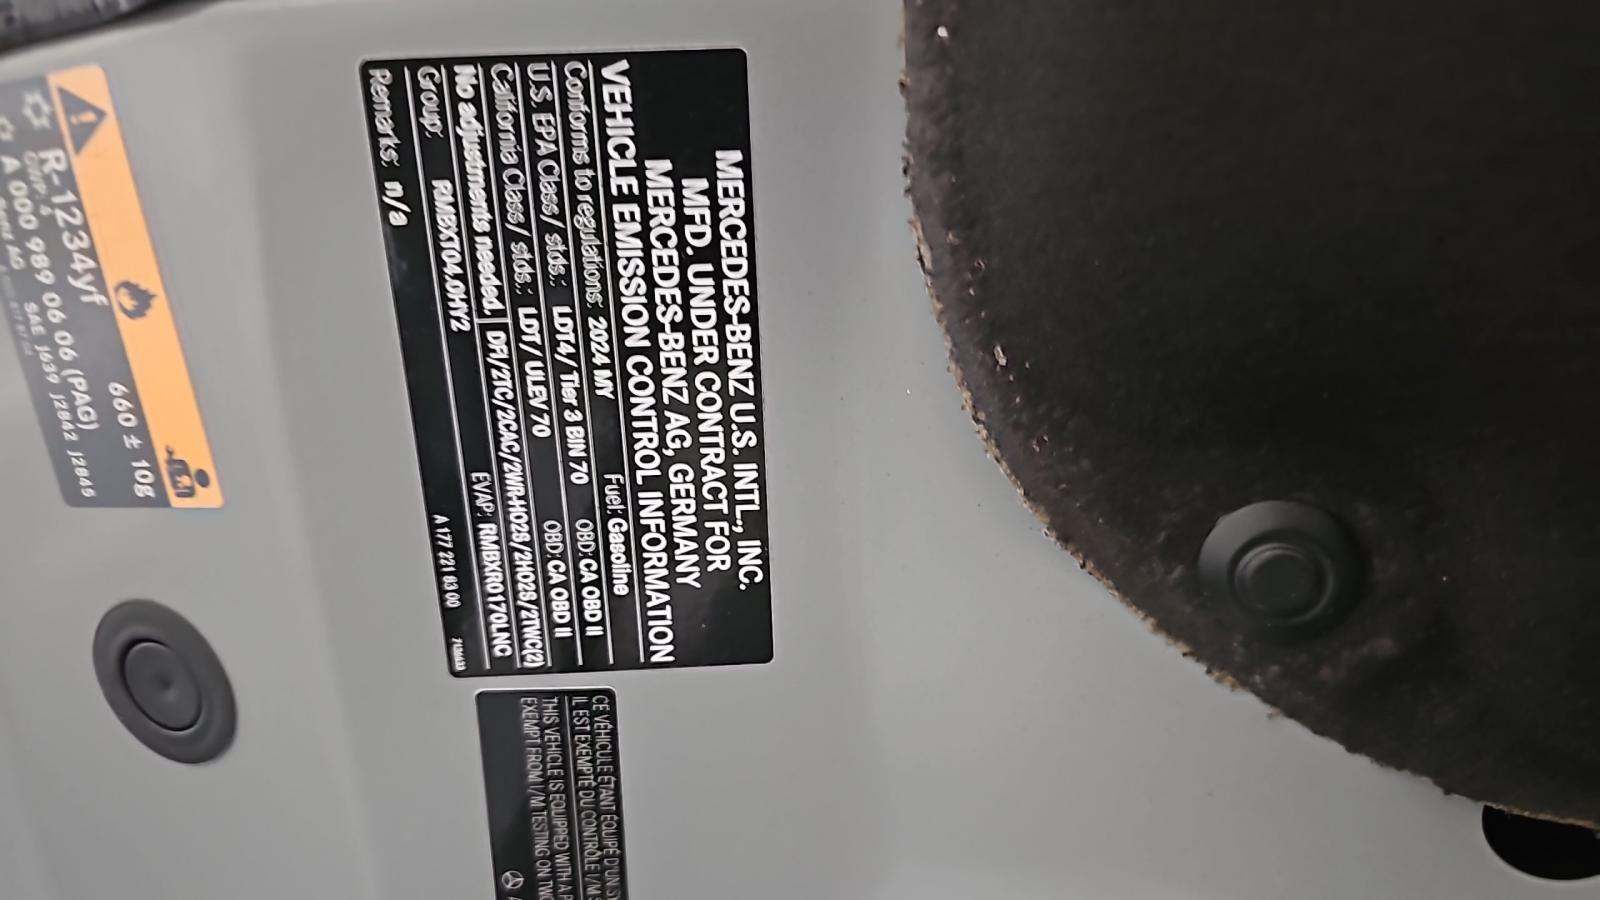 MERCEDES-BENZ U.S. INTL., INC.
MFD. UNDER CONTRACT FOR
MERCEDES-BENZ AG, GERMANY
VEHICLE EMISSION CONTROL INFORMATION
Conforms to regulations: 2024 MY Fuel: Gasoline
U.S. EPA Class/ stds.: LDT4/ Tier 3 BIN 70 OBD: CA OBD II
California Class/ stds.: LDT/ ULEV 70 OBD: CA OBD II
No adjustments needed. DFI/2TC/2CAC/2WR-HO2S/2HO2S/2TWC(2)
Group: RMBXT04.0HV2 EVAP: RMBXR0170LNC
Remarks: n/a A 177 221 83 00
CE VÉHICULE ÉTANT ÉQUIPÉ D'UN
IL EST EXEMPTÉ DU CONTRÔLE I/M
THIS VEHICLE IS EQUIPPED WITH A
EXEMPT FROM I/M TESTING ON
660 ± 10g
R-1234yf
A 000 989 06 06 (PAG)
SAE J639 J2842 J2845